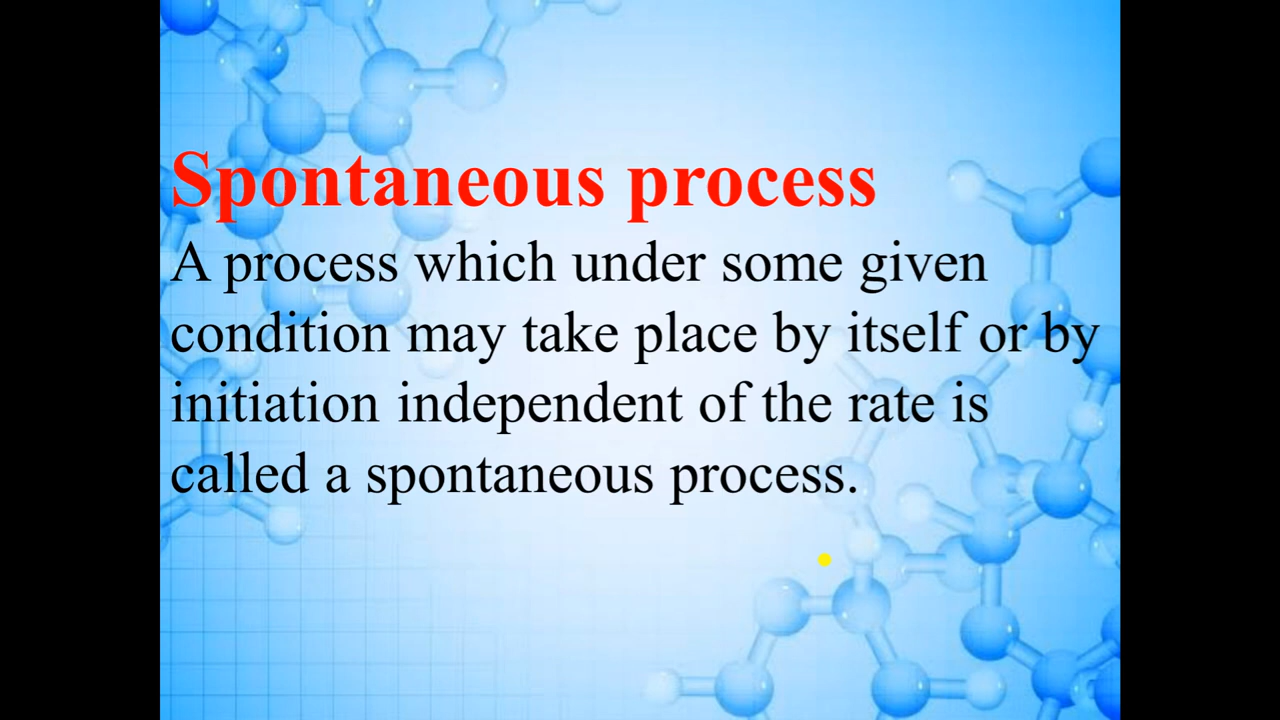 Spontaneous process
A process which under some given
condition may take place by itself or by
initiation independent of the rate is
called a spontaneous process.